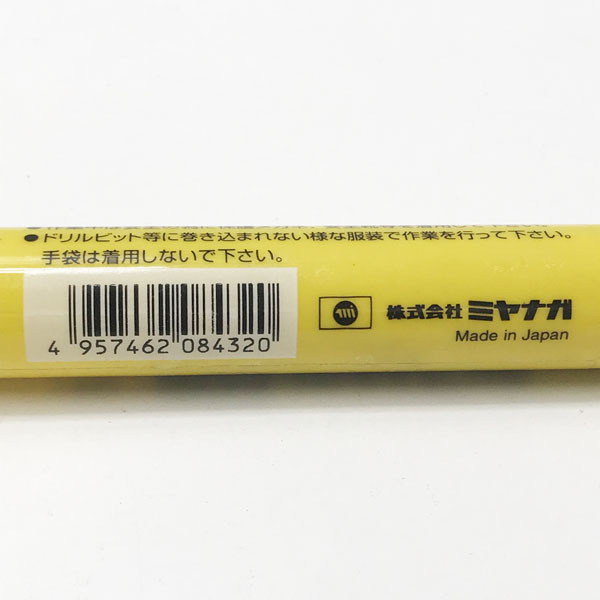 ●ドリルビット等に巻き込まれない様な服装で作業を行って下さい。
手袋は着用しないで下さい。
4 957462 084320
株式会社 ミヤナガ
Made in Japan